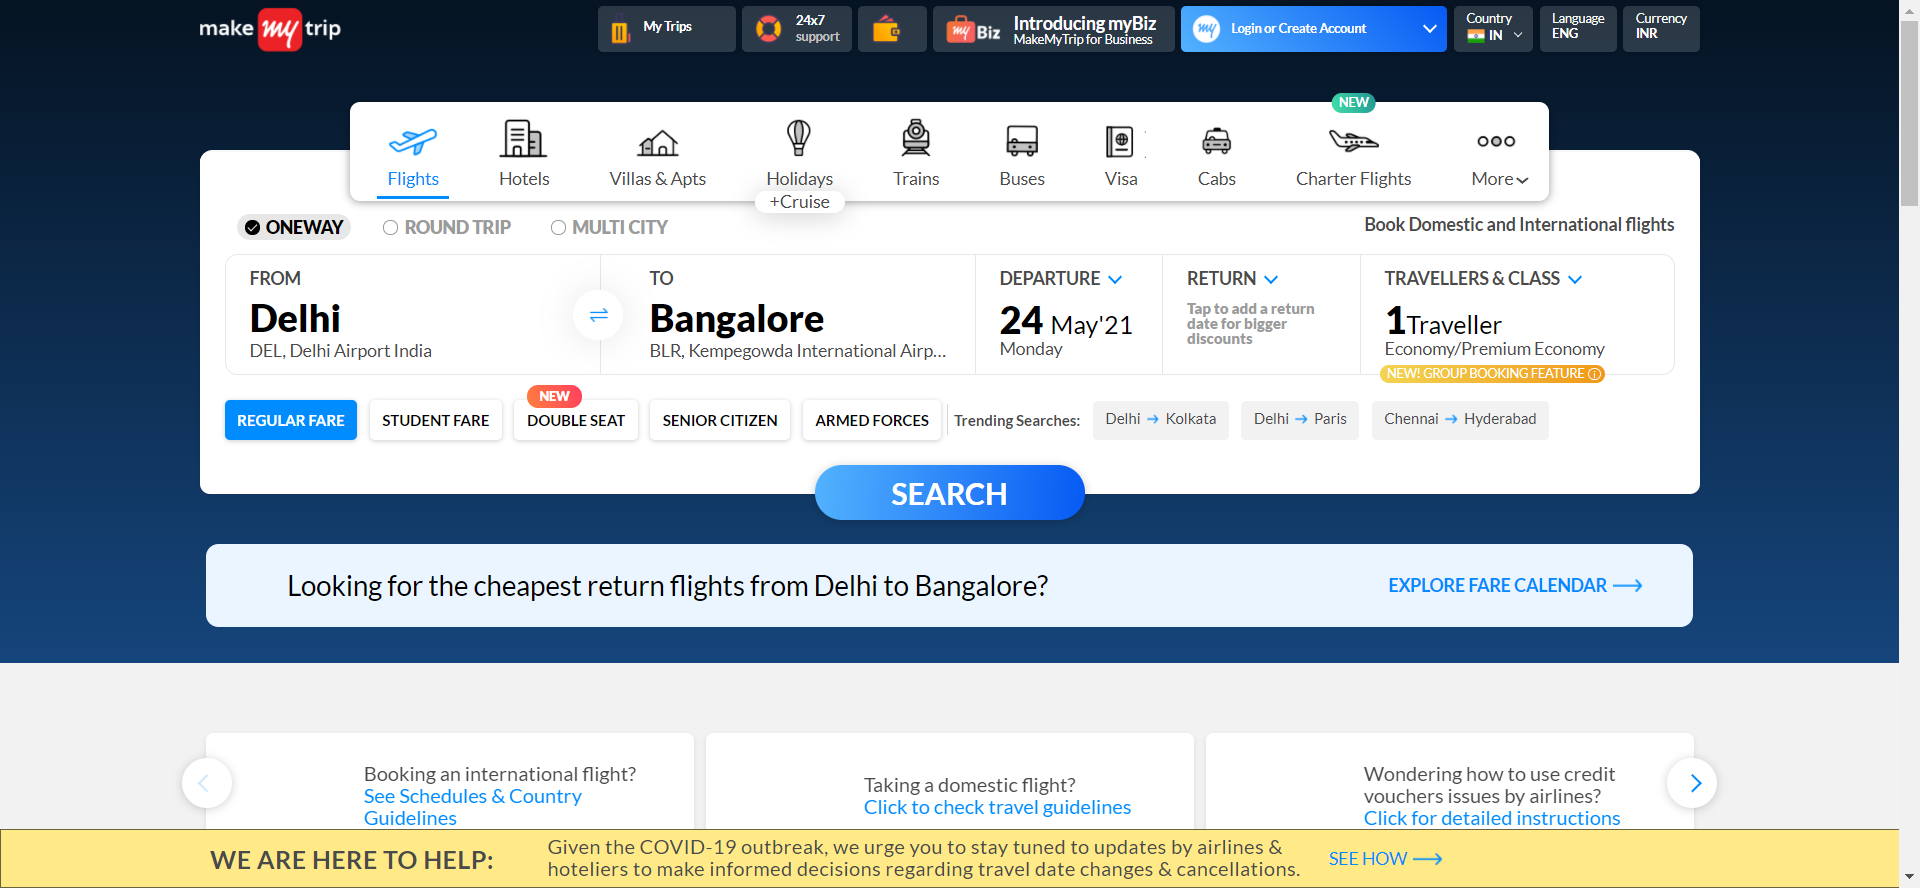 make my trip
My Trips
24x7
support
my Biz
Introducing myBiz
MakeMyTrip for Business
my
Login or Create Account
Country
IN
Language
ENG
Currency
INR
NEW
Flights
Hotels
Villas & Apts
Holidays
+Cruise
Trains
Buses
Visa
Cabs
Charter Flights
More
ONEWAY
ROUND TRIP
MULTI CITY
Book Domestic and International flights
FROM
Delhi
DEL, Delhi Airport India
TO
Bangalore
BLR, Kempegowda International Airp...
DEPARTURE
24 May'21
Monday
RETURN
Tap to add a return
date for bigger
discounts
TRAVELLERS & CLASS
1Traveller
Economy/Premium Economy
NEW! GROUP BOOKING FEATURE
REGULAR FARE
STUDENT FARE
NEW
DOUBLE SEAT
SENIOR CITIZEN
ARMED FORCES
Trending Searches:
Delhi → Kolkata
Delhi → Paris
Chennai → Hyderabad
SEARCH
Looking for the cheapest return flights from Delhi to Bangalore?
EXPLORE FARE CALENDAR
Booking an international flight?
See Schedules & Country
Guidelines
Taking a domestic flight?
Click to check travel guidelines
Wondering how to use credit
vouchers issues by airlines?
Click for detailed instructions
WE ARE HERE TO HELP:
Given the COVID-19 outbreak, we urge you to stay tuned to updates by airlines &
hoteliers to make informed decisions regarding travel date changes & cancellations.
SEE HOW